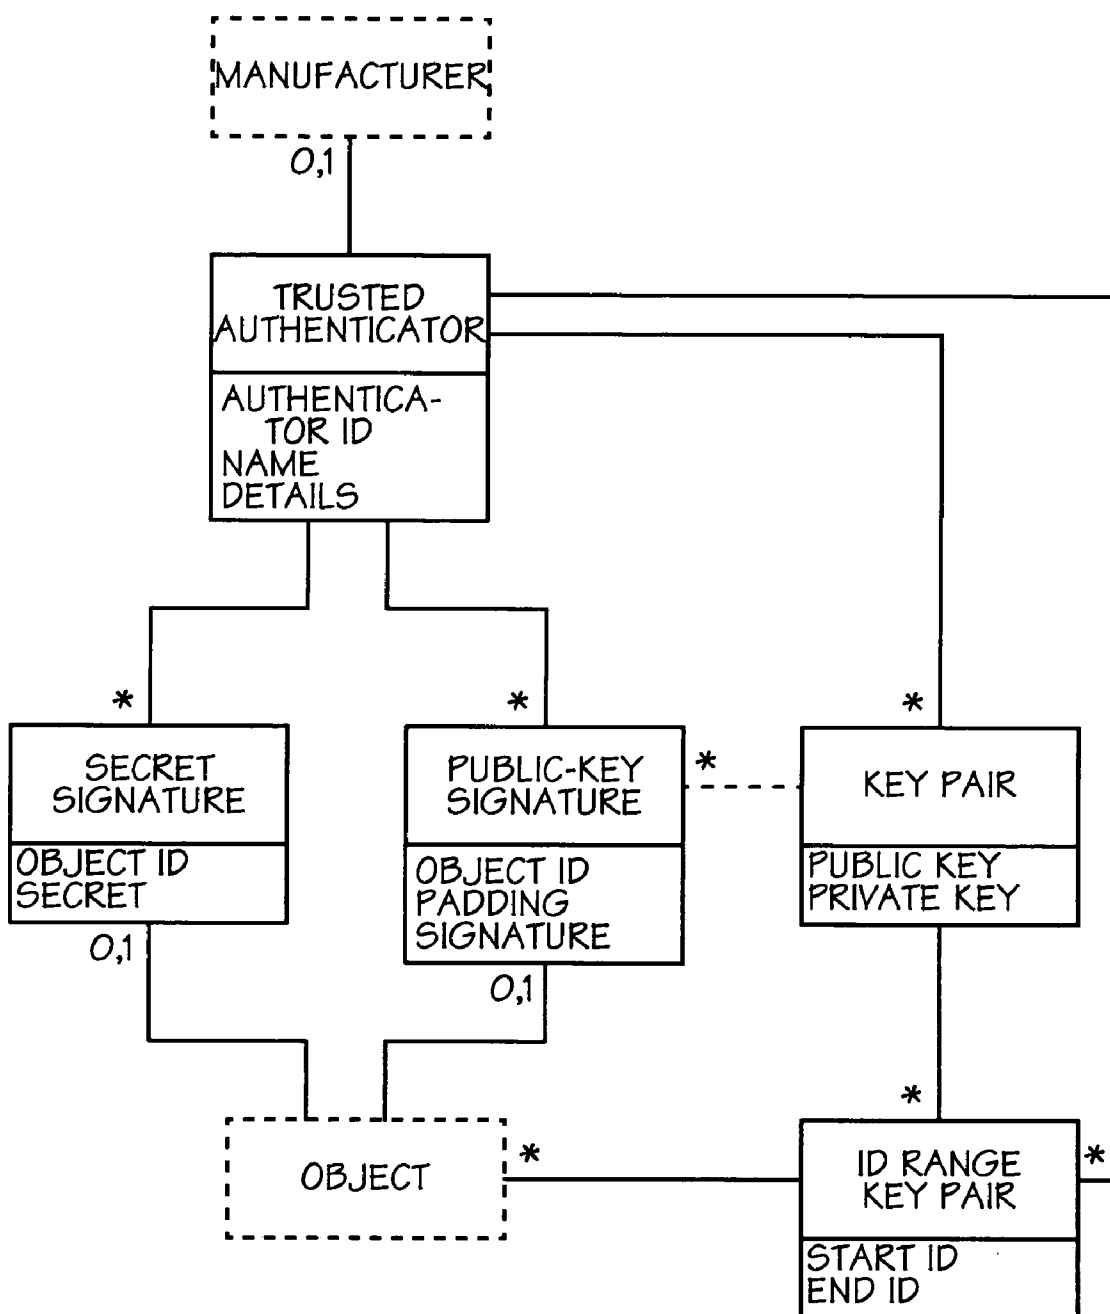 MANUFACTURER
0,1
TRUSTED
AUTHENTICATOR
AUTHENTICA-
TOR ID
NAME
DETAILS
*
*
*
SECRET
SIGNATURE
OBJECT ID
SECRET
0,1
PUBLIC-KEY
SIGNATURE
*
OBJECT ID
PADDING
SIGNATURE
0,1
KEY PAIR
PUBLIC KEY
PRIVATE KEY
*
OBJECT
*
ID RANGE
KEY PAIR
*
START ID
END ID